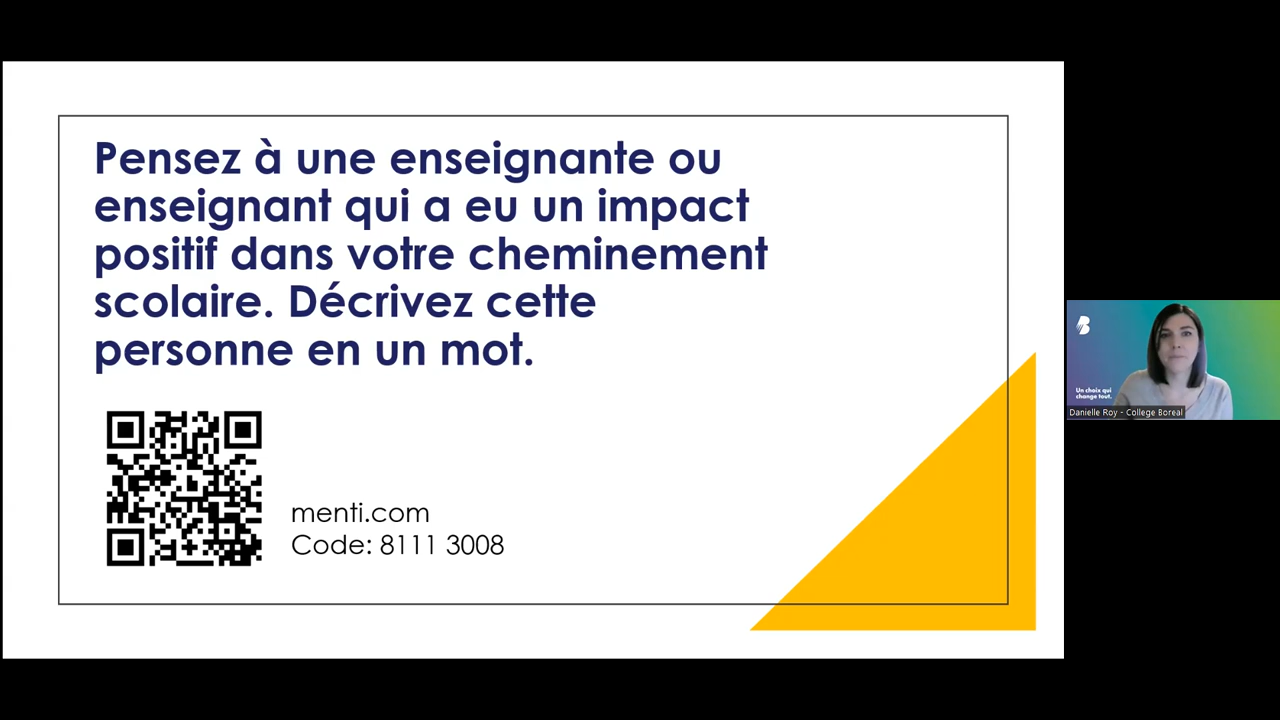 Pensez à une enseignante ou
enseignant qui a eu un impact
positif dans votre cheminement
scolaire. Décrivez cette
personne en un mot.
menti.com
Code: 8111 3008
Un choix qui
change tout.
Danielle Roy - College Boreal